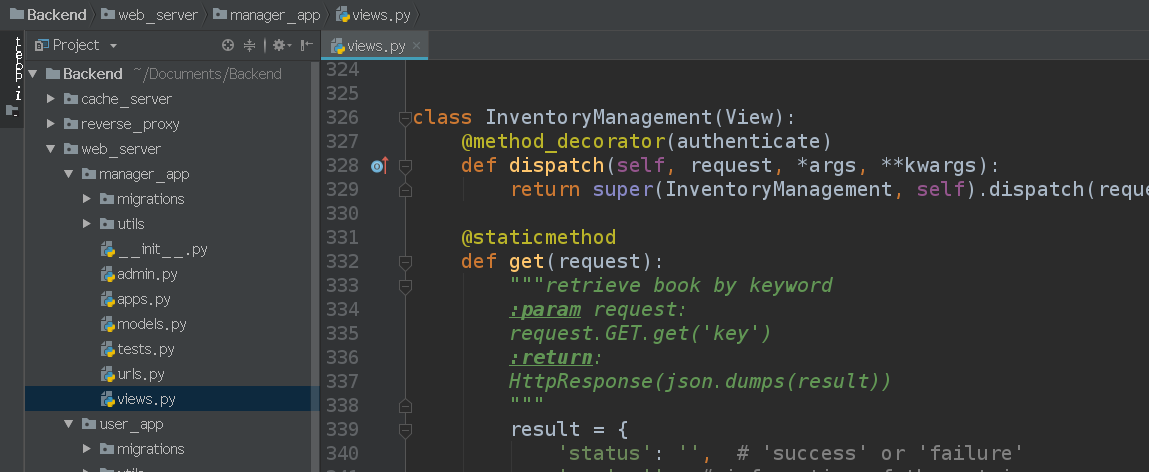 Backend web_server manager_app views.py
Project
views.py
Backend ~/Documents/Backend
cache_server
reverse_proxy
web_server
manager_app
migrations
utils
__init__.py
admin.py
apps.py
models.py
tests.py
urls.py
views.py
user_app
migrations
utils
324
325
326 class InventoryManagement(View):
327 @method_decorator(authenticate)
328 def dispatch(self, request, *args, **kwargs):
329 return super(InventoryManagement, self).dispatch(reque
330
331 @staticmethod
332 def get(request):
333 """retrieve book by keyword
334 :param request:
335 request.GET.get('key')
336 :return:
337 HttpResponse(json.dumps(result))
338 """
339 result = {
340 'status': '', # 'success' or 'failure'